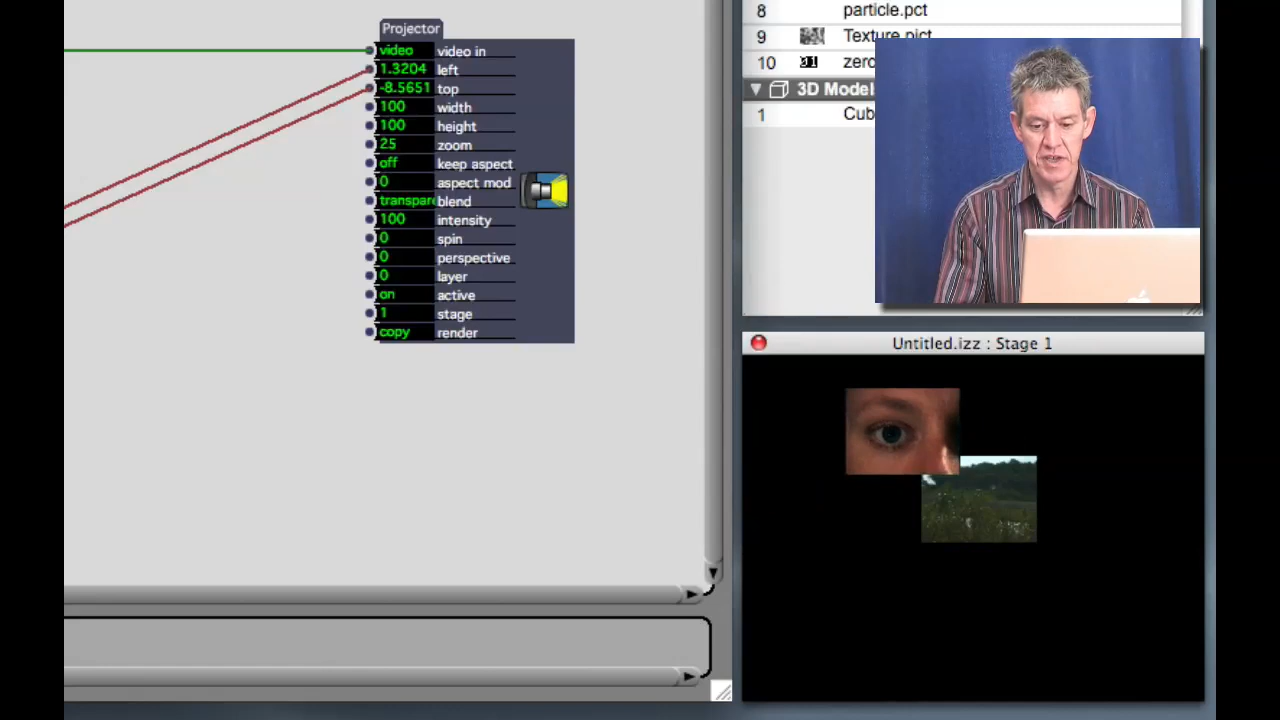 Projector
video video in
1.3204 left
-8.5651 top
100 width
100 height
25 zoom
off keep aspect
0 aspect mod
transpar blend
100 intensity
0 spin
0 perspective
0 layer
on active
1 stage
copy render
8 particle.pct
9 Texture.pict
10 zero
3D Model
1 Cub
Untitled.izz : Stage 1